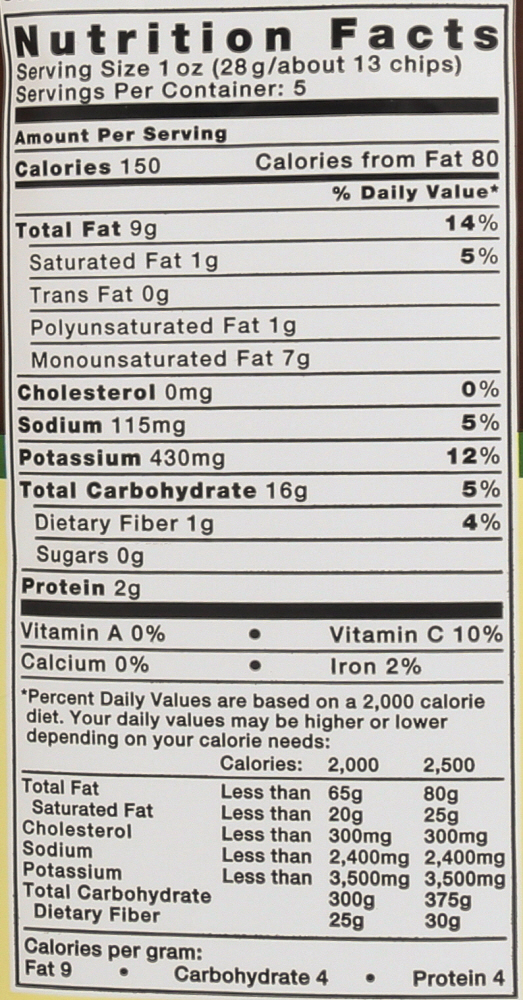 Nutrition Facts
Serving Size 1 oz (28 g/about 13 chips)
Servings Per Container: 5
Amount Per Serving
Calories 150 Calories from Fat 80
% Daily Value*
Total Fat 9g 14%
Saturated Fat 1g 5%
Trans Fat 0g
Polyunsaturated Fat 1g
Monounsaturated Fat 7g
Cholesterol 0mg 0%
Sodium 115mg 5%
Potassium 430mg 12%
Total Carbohydrate 16g 5%
Dietary Fiber 1g 4%
Sugars 0g
Protein 2g
Vitamin A 0% • Vitamin C 10%
Calcium 0% • Iron 2%
*Percent Daily Values are based on a 2,000 calorie
diet. Your daily values may be higher or lower
depending on your calorie needs:
Calories: 2,000 2,500
Total Fat Less than 65g 80g
Saturated Fat Less than 20g 25g
Cholesterol Less than 300mg 300mg
Sodium Less than 2,400mg 2,400mg
Potassium Less than 3,500mg 3,500mg
Total Carbohydrate 300g 375g
Dietary Fiber 25g 30g
Calories per gram:
Fat 9 • Carbohydrate 4 • Protein 4